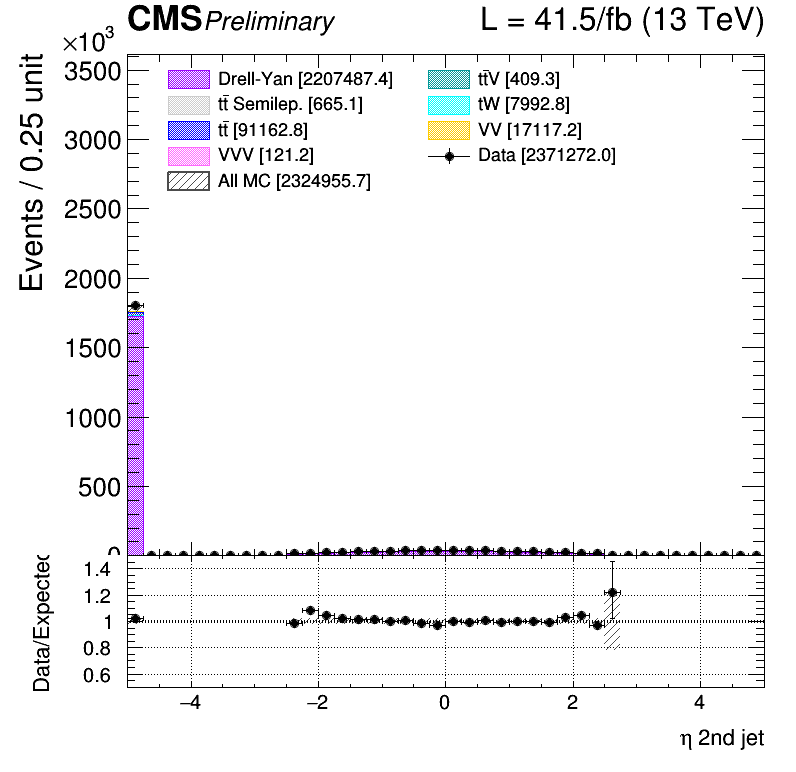 CMS Preliminary L = 41.5/fb (13 TeV)
×10³
Events / 0.25 unit
3500
3000
2500
2000
1500
1000
500
0
Drell-Yan [2207487.4]
tt̄ Semilep. [665.1]
tt̄ [91162.8]
VVV [121.2]
All MC [2324955.7]
tt̄V [409.3]
tW [7992.8]
VV [17117.2]
Data [2371272.0]
Data/Expected
1.4
1.2
1
0.8
0.6
−4 −2 0 2 4
η 2nd jet